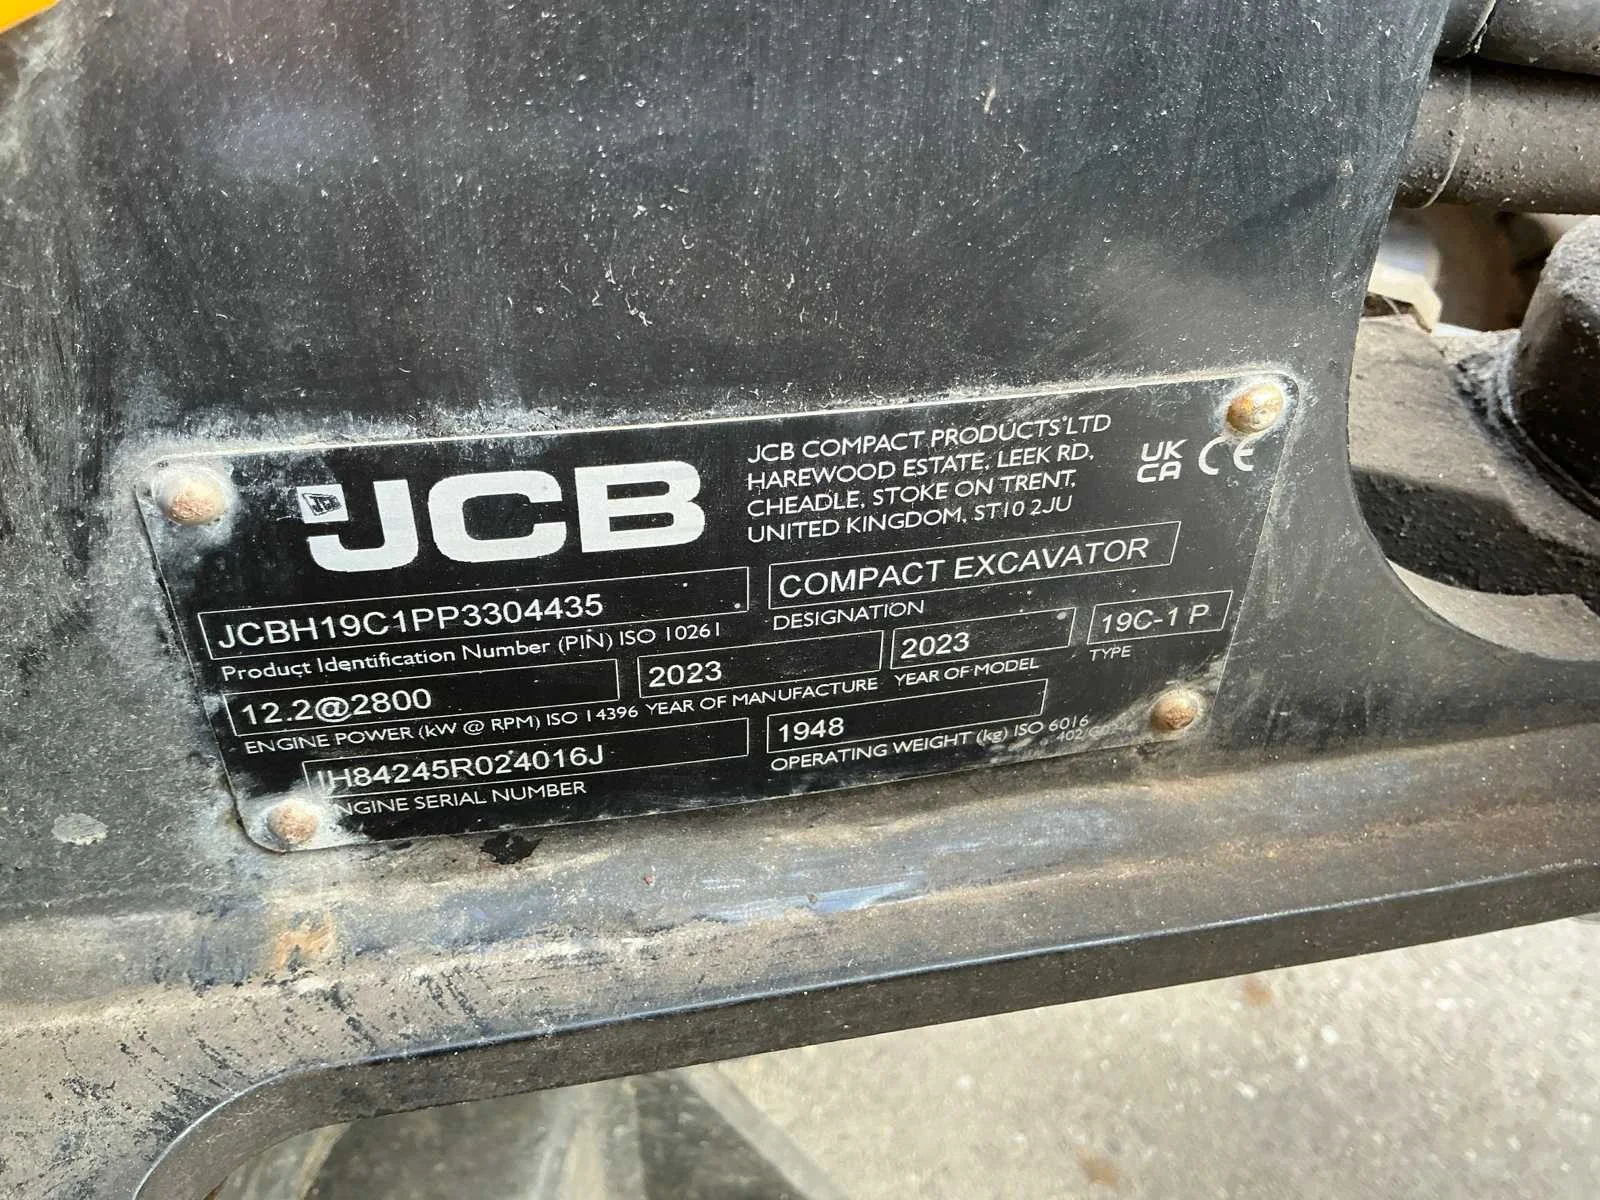 JCB
JCB COMPACT PRODUCTS LTD
HAREWOOD ESTATE, LEEK RD,
CHEADLE, STOKE ON TRENT,
UNITED KINGDOM, ST10 2JU
UK
CA CE
JCBH19C1PP3304435
Product Identification Number (PIN) ISO 10261
COMPACT EXCAVATOR
DESIGNATION
12.2@2800
ENGINE POWER (kW @ RPM) ISO 14396
2023
YEAR OF MANUFACTURE
2023
YEAR OF MODEL
19C-1 P
TYPE
H84245R024016J
ENGINE SERIAL NUMBER
1948
OPERATING WEIGHT (kg) ISO 6016